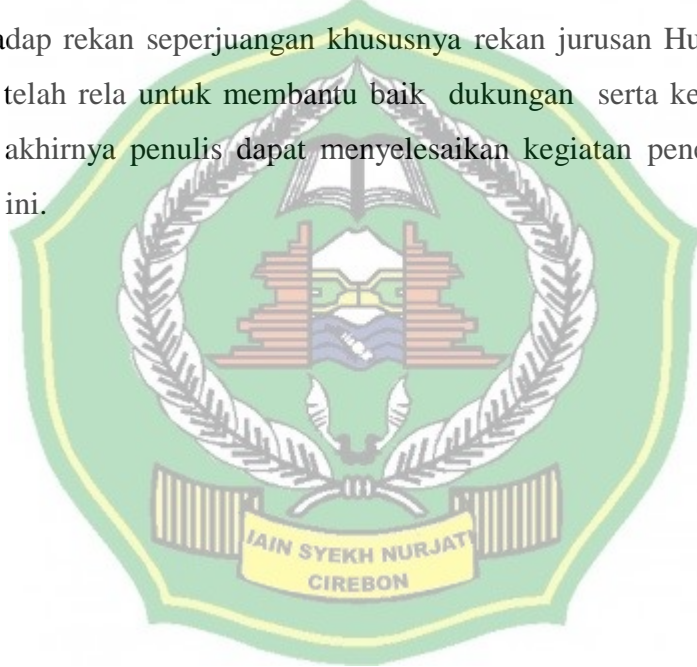 adap rekan seperjuangan khususnya rekan jurusan Hu
telah rela untuk membantu baik dukungan serta ke
akhirnya penulis dapat menyelesaikan kegiatan pene
ini.
IAIN SYEKH NURJATI
CIREBON